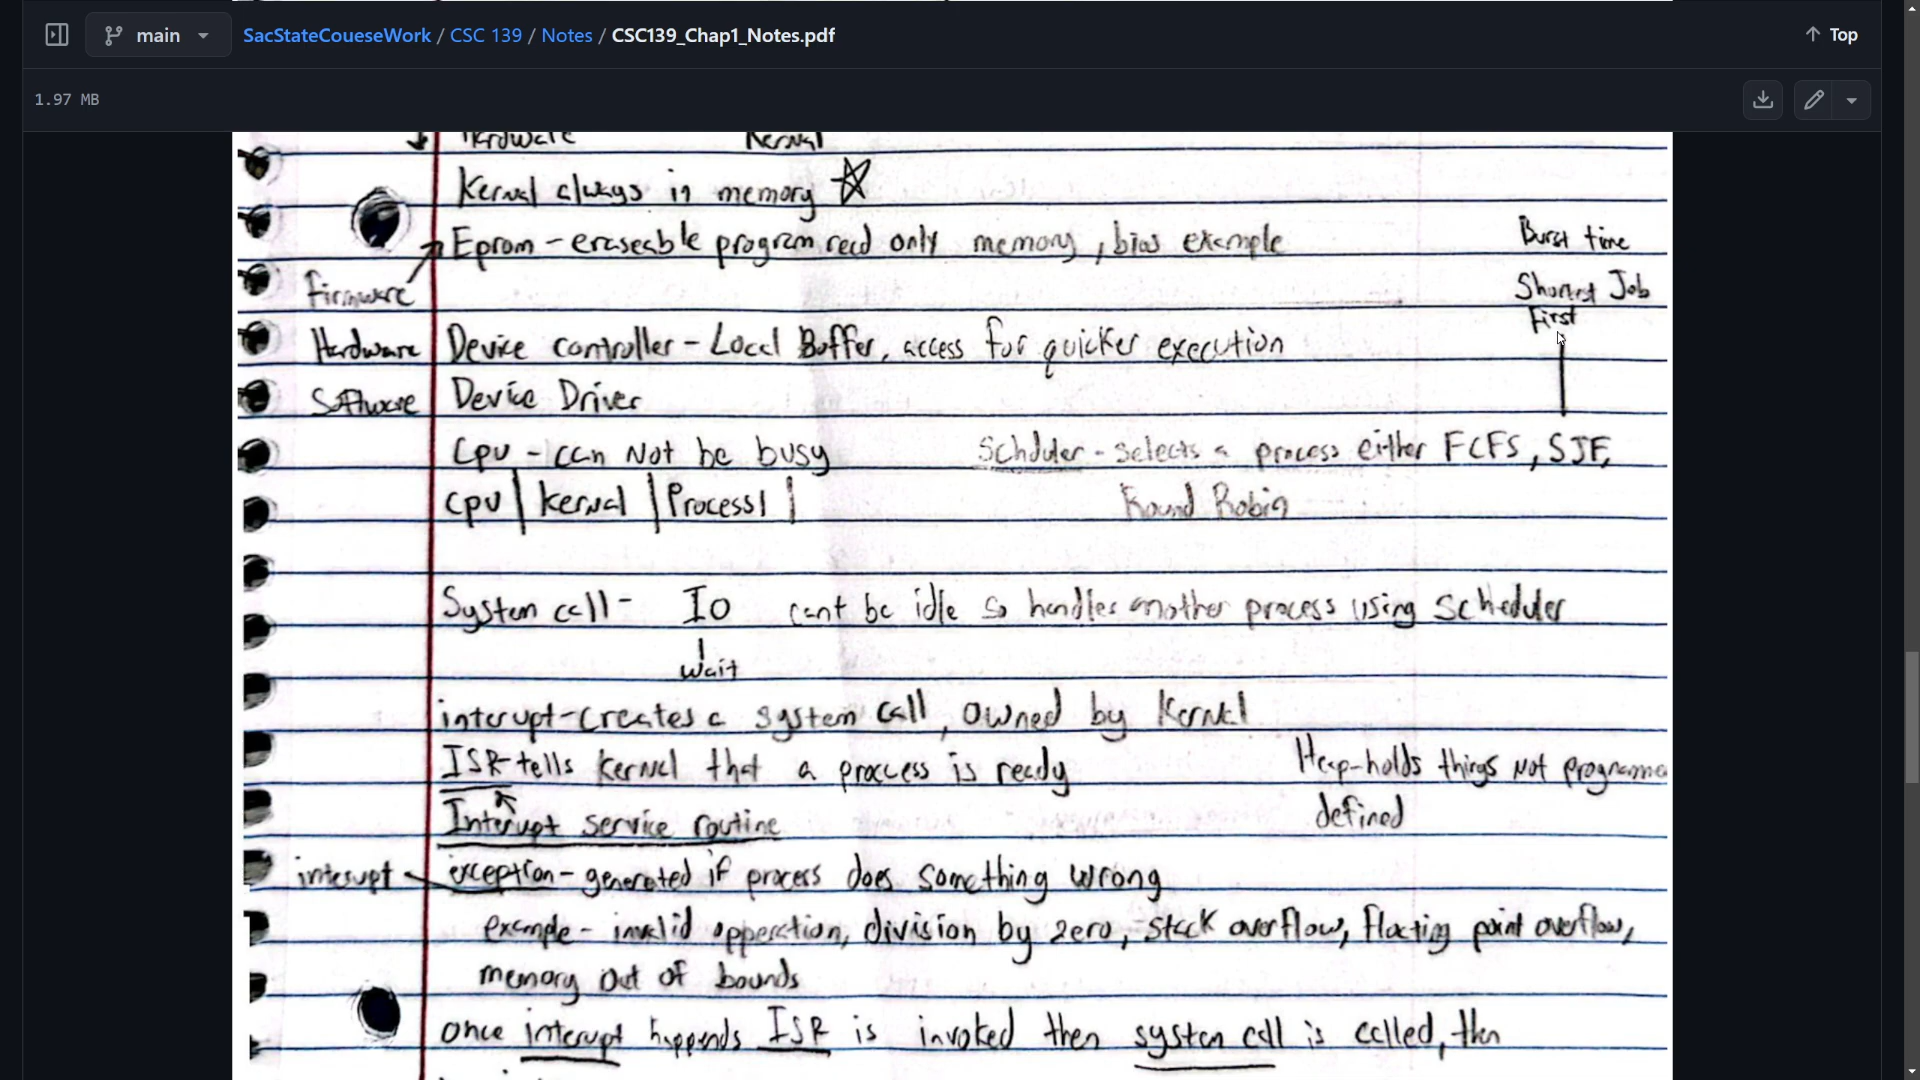 main
SacStateCoueseWork / CSC 139 / Notes / CSC139_Chap1_Notes.pdf
Top
1.97 MB
Hardware Kernal
Kernal always in memory
Eprom - eraseable program read only memory, bios example
Burst time
firmware
Shortest Job
First
Hardware Device controller - Local Buffer, access for quicker execution
Software Device Driver
Cpu - can Not be busy
Schduler - Selects a process either FCFS, SJF,
Cpu | kernal | Process1 |
Round Robin
System call - IO cant be idle so handles another process using Scheduler
wait
interupt - creates a system call, owned by Kernal
ISR - tells kernal that a process is ready
Heap - holds things Not programme
Interupt service routine
defined
interupt exception - generated if process does something wrong
example - invalid opperation, division by zero, stack overflow, floating point overflow,
memory out of bounds
once interupt happends ISR is invoked then system call is called, then